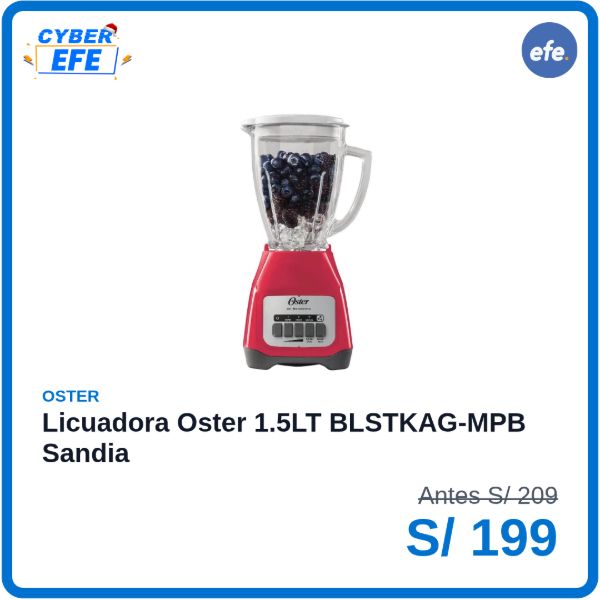 CYBER
EFE
efe.
Oster
OSTER
Licuadora Oster 1.5LT BLSTKAG-MPB
Sandia
Antes S/ 209
S/ 199